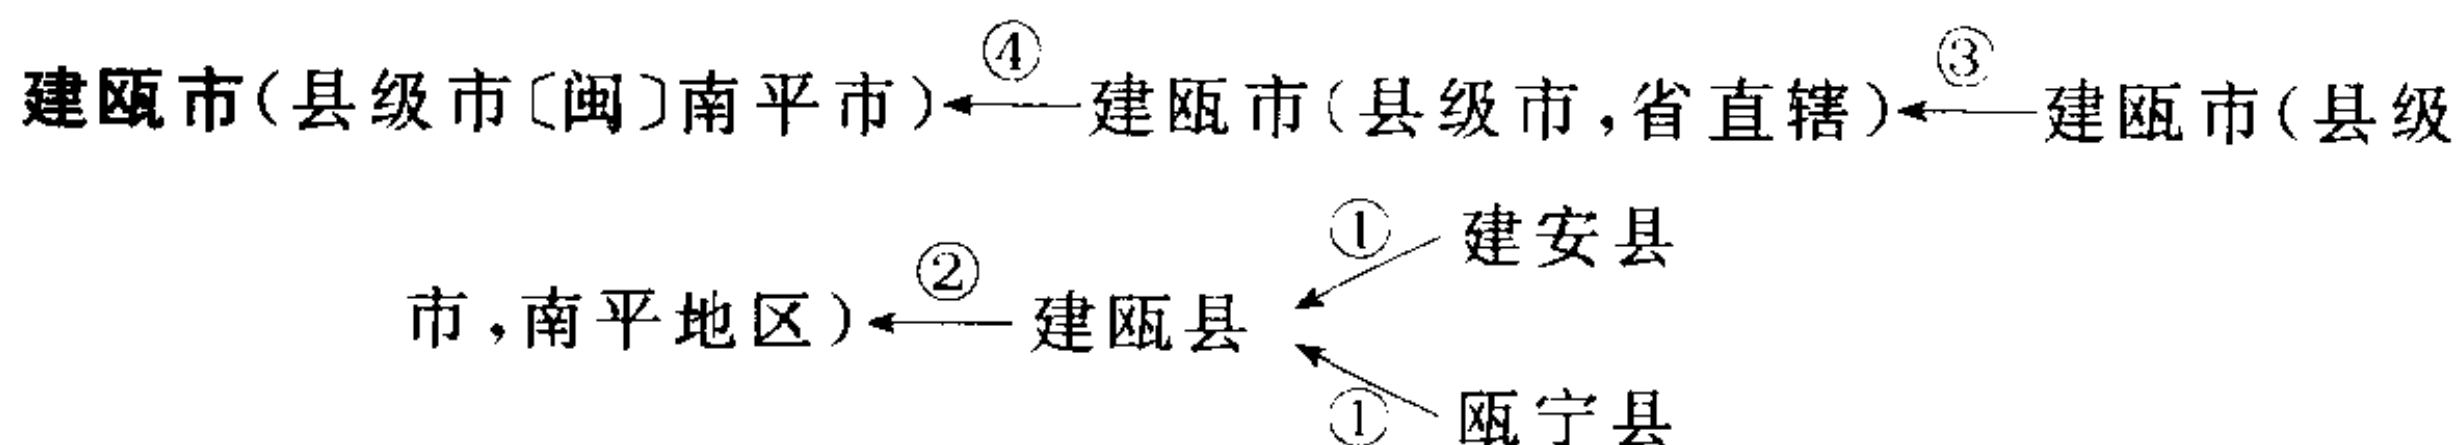 建瓯市(县级市〔闽〕南平市)←④建瓯市(县级市,省直辖)←③建瓯市(县级
① 建安县
市,南平地区)←②建瓯县
① 瓯宁县